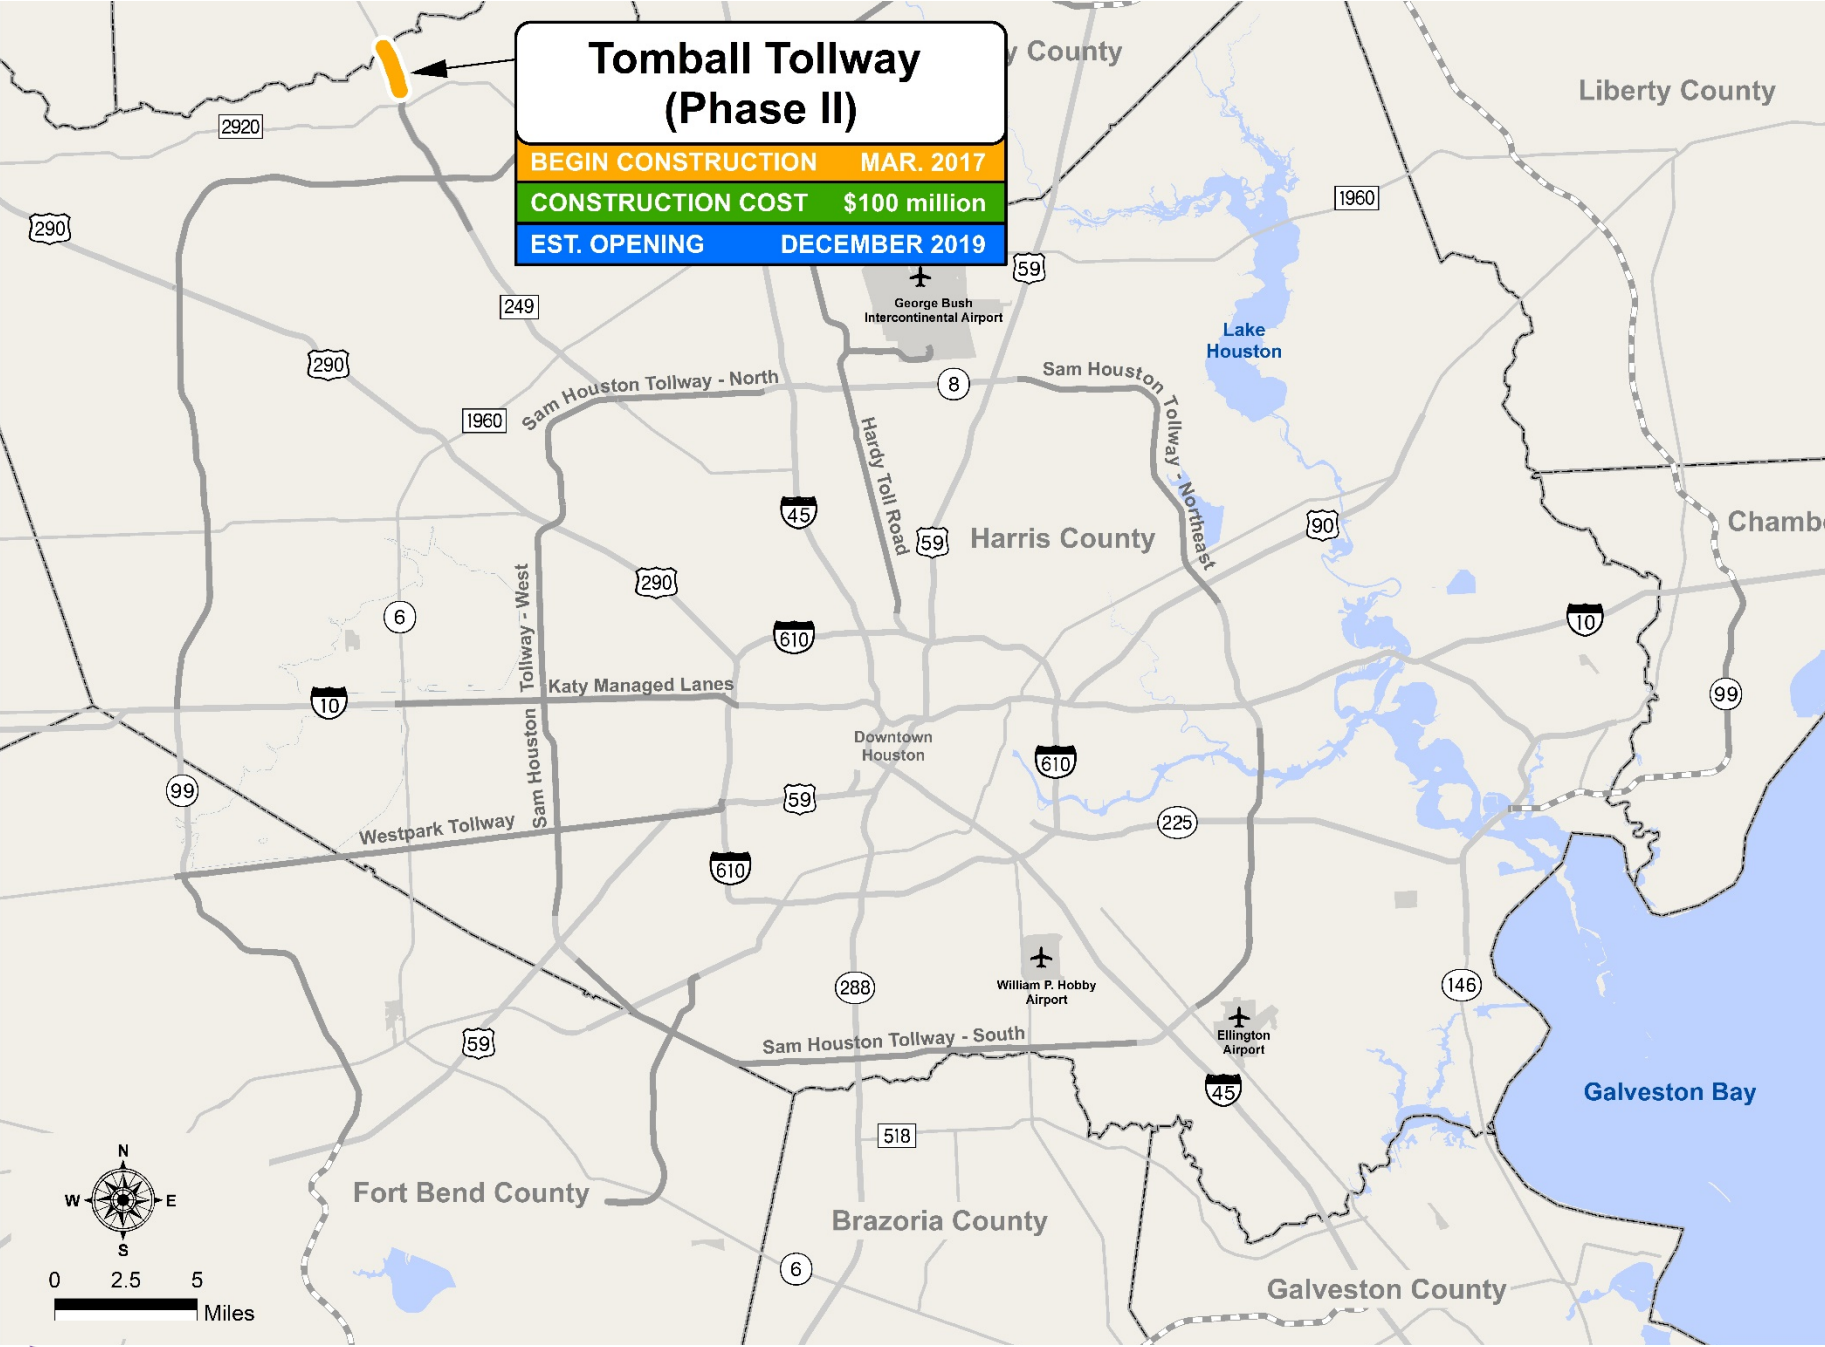 Tomball Tollway
(Phase II)
BEGIN CONSTRUCTION MAR. 2017
CONSTRUCTION COST $100 million
EST. OPENING DECEMBER 2019
y County
Liberty County
2920
290
1960
59
249
George Bush
Intercontinental Airport
Lake
Houston
290
8
Sam Houston Tollway - North
Sam Houston Tollway - Northeast
1960
Hardy Toll Road
45
59
Harris County
90
Chamb
290
6
Sam Houston Tollway - West
610
10
Katy Managed Lanes
10
99
Downtown
Houston
610
99
59
Westpark Tollway
225
610
288
William P. Hobby
Airport
146
Ellington
Airport
59
Sam Houston Tollway - South
45
Galveston Bay
518
N
W E
S
Fort Bend County
Brazoria County
6
Galveston County
0 2.5 5
Miles